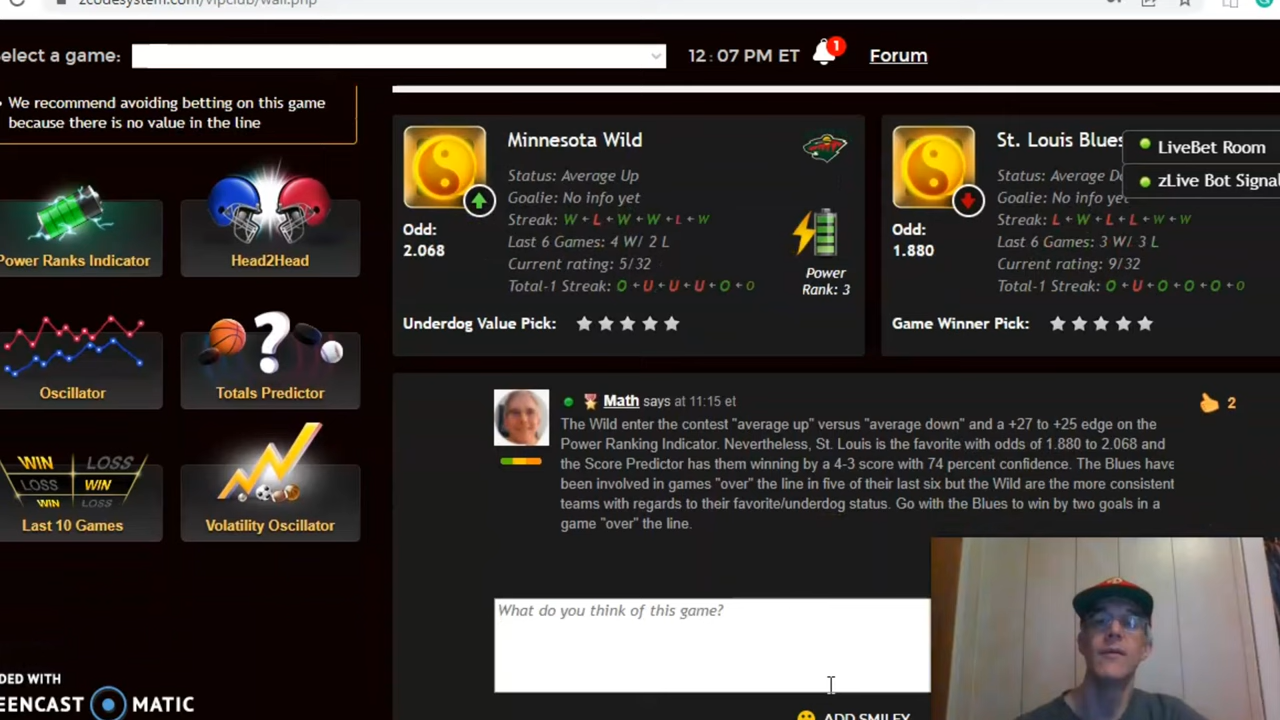 zcodesystem.com/vipclub/wall.php
elect a game:
12:07 PM ET
1
Forum
We recommend avoiding betting on this game
because there is no value in the line
Minnesota Wild
Status: Average Up
Goalie: No info yet
Streak: W - L - W - W - L - W
Last 6 Games: 4 W/ 2 L
Current rating: 5/32
Total-1 Streak: O - U - U - U - O - O
Odd:
2.068
Power
Rank: 3
Underdog Value Pick:
St. Louis Blues
Status: Average Do
Goalie: No info yet
Streak: L - W - L - L - W - W
Last 6 Games: 3 W/ 3 L
Current rating: 9/32
Total-1 Streak: O - U - O - O - O - O
Odd:
1.880
Game Winner Pick:
LiveBet Room
zLive Bot Signal
Power Ranks Indicator
Head2Head
Oscillator
Totals Predictor
WIN LOSS
LOSS WIN
WIN LOSS
Last 10 Games
Volatility Oscillator
Math says at 11:15 et
2
The Wild enter the contest "average up" versus "average down" and a +27 to +25 edge on the
Power Ranking Indicator. Nevertheless, St. Louis is the favorite with odds of 1.880 to 2.068 and
the Score Predictor has them winning by a 4-3 score with 74 percent confidence. The Blues have
been involved in games "over" the line in five of their last six but the Wild are the more consistent
teams with regards to their favorite/underdog status. Go with the Blues to win by two goals in a
game "over" the line.
What do you think of this game?
ADD SMILEY
DED WITH
EENCAST MATIC